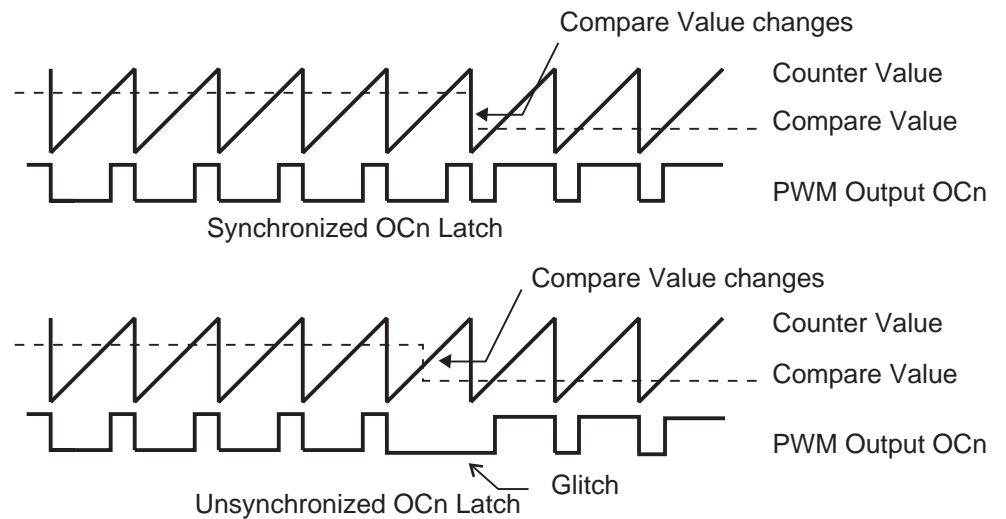 Compare Value changes
Counter Value
Compare Value
PWM Output OCn
Synchronized OCn Latch
Compare Value changes
Counter Value
Compare Value
PWM Output OCn
Glitch
Unsynchronized OCn Latch